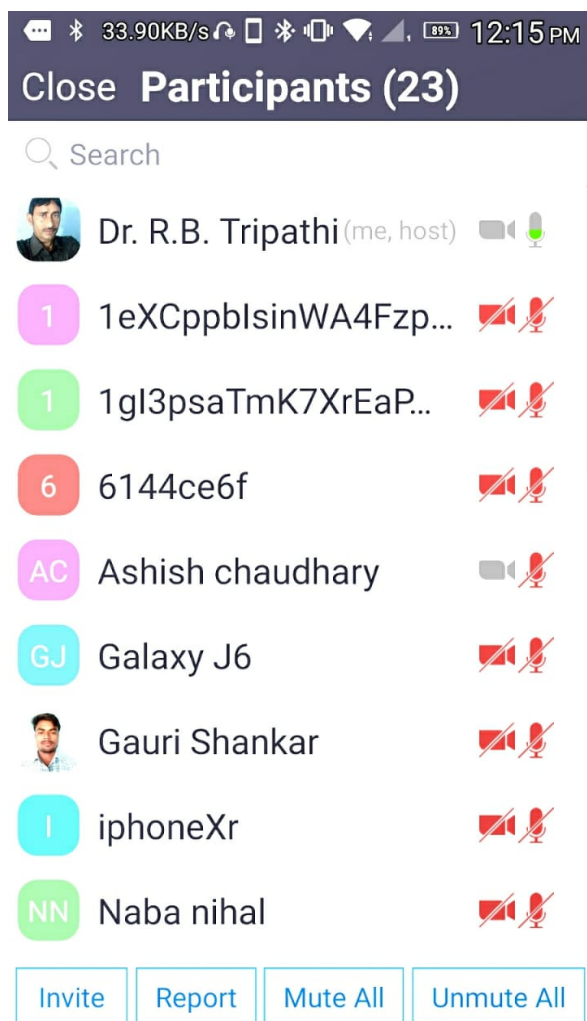 33.90KB/s 89% 12:15 PM
Close Participants (23)
Search
Dr. R.B. Tripathi (me, host)
1 1eXCppbIsinWA4Fzp...
1 1gI3psaTmK7XrEaP...
6 6144ce6f
AC Ashish chaudhary
GJ Galaxy J6
Gauri Shankar
I iphoneXr
NN Naba nihal
Invite Report Mute All Unmute All